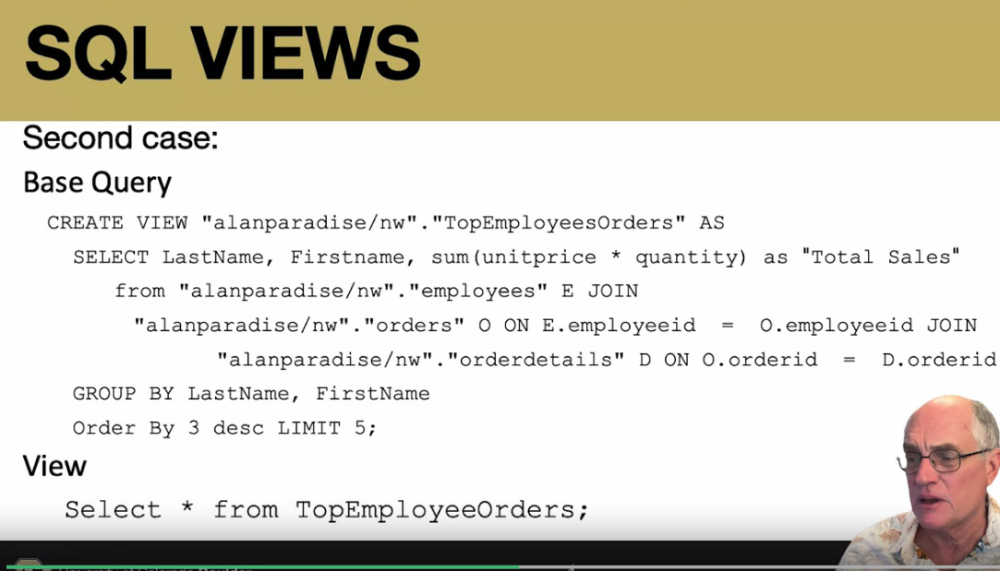 SQL VIEWS
Second case:
Base Query
CREATE VIEW "alanparadise/nw"."TopEmployeesOrders" AS
SELECT LastName, Firstname, sum(unitprice * quantity) as "Total Sales"
from "alanparadise/nw"."employees" E JOIN
"alanparadise/nw"."orders" O ON E.employeeid = O.employeeid JOIN
"alanparadise/nw"."orderdetails" D ON O.orderid = D.orderid
GROUP BY LastName, FirstName
Order By 3 desc LIMIT 5;
View
Select * from TopEmployeeOrders;